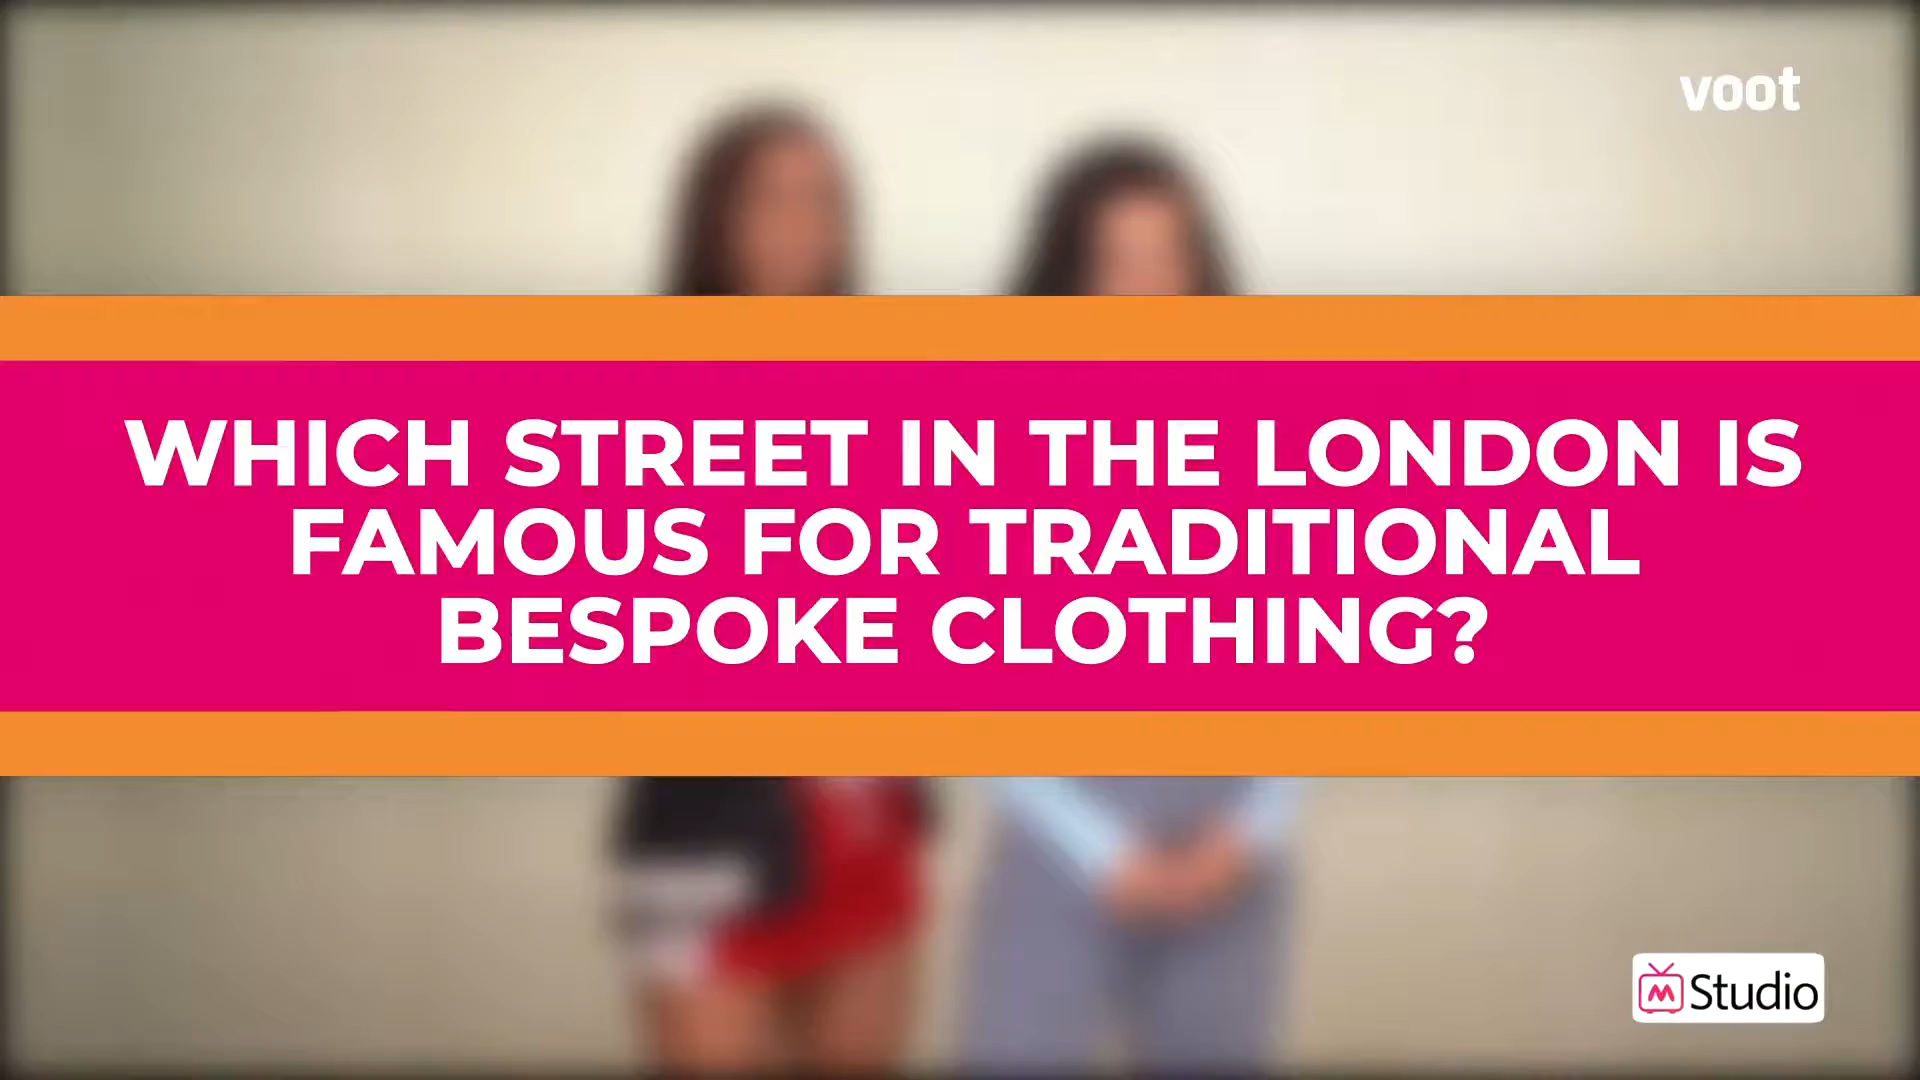 voot
WHICH STREET IN THE LONDON IS
FAMOUS FOR TRADITIONAL
BESPOKE CLOTHING?
M Studio